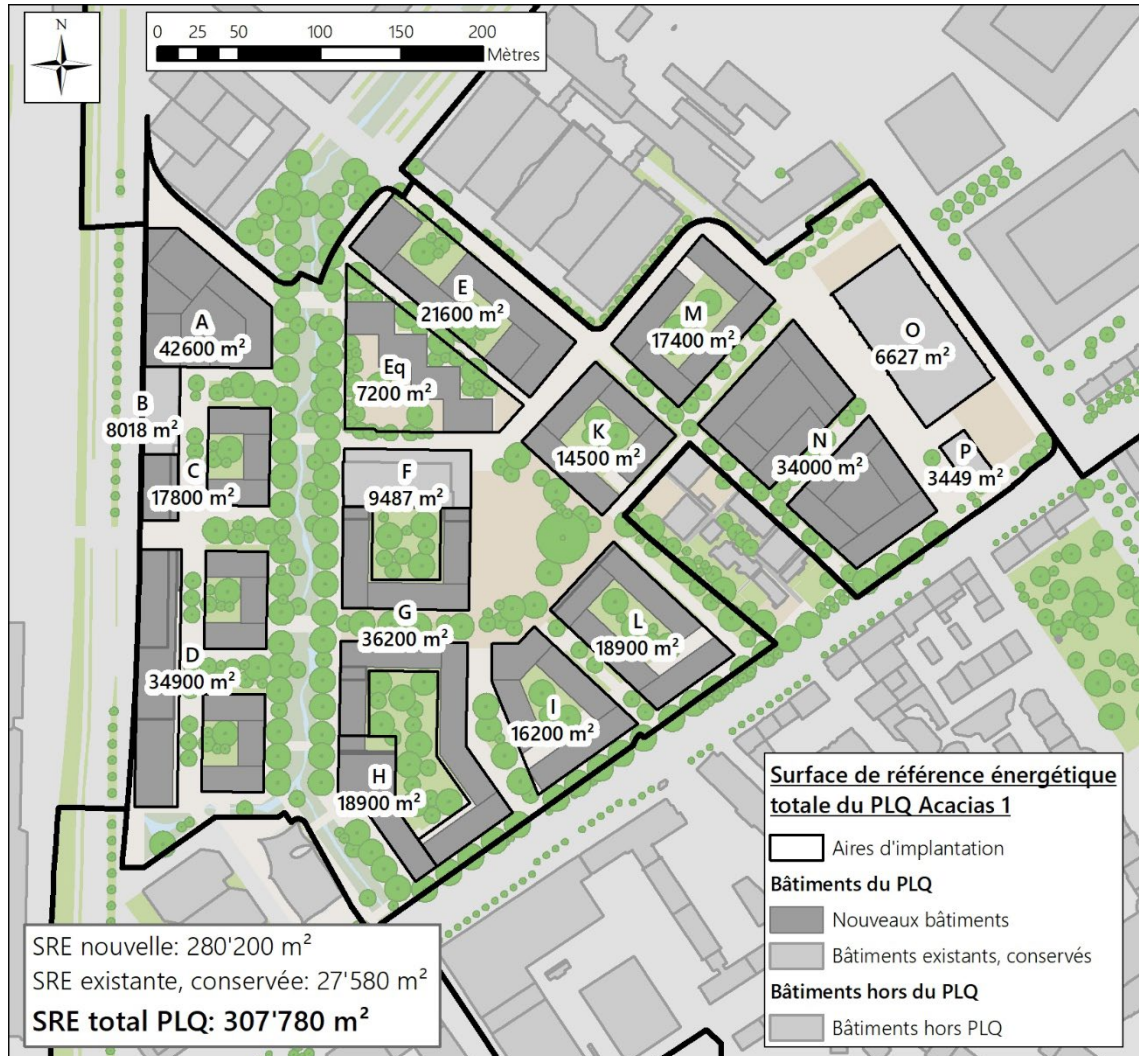 N
0 25 50 100 150 200
Mètres
A
42600 m²
B
8018 m²
C
17800 m²
D
34900 m²
E
21600 m²
Eq
7200 m²
F
9487 m²
G
36200 m²
H
18900 m²
I
16200 m²
K
14500 m²
L
18900 m²
M
17400 m²
N
34000 m²
O
6627 m²
P
3449 m²
SRE nouvelle: 280'200 m²
SRE existante, conservée: 27'580 m²
SRE total PLQ: 307'780 m²
Surface de référence énergétique
totale du PLQ Acacias 1
Aires d'implantation
Bâtiments du PLQ
Nouveaux bâtiments
Bâtiments existants, conservés
Bâtiments hors du PLQ
Bâtiments hors PLQ